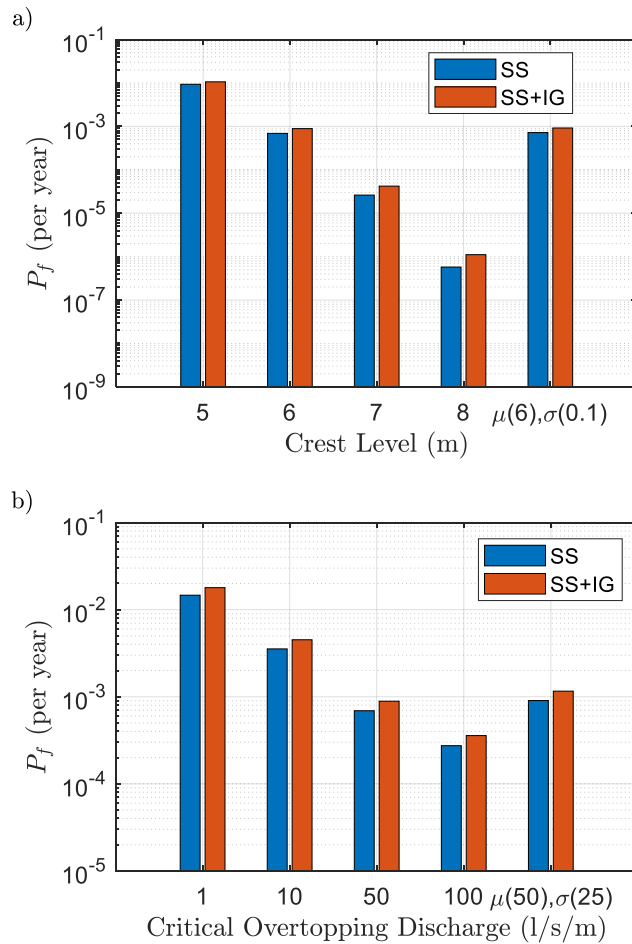 a)
10^-1
10^-3
10^-5
10^-7
10^-9
P_f (per year)
SS
SS+IG
5 6 7 8 μ(6),σ(0.1)
Crest Level (m)
b)
10^-1
10^-2
10^-3
10^-4
10^-5
P_f (per year)
SS
SS+IG
1 10 50 100 μ(50),σ(25)
Critical Overtopping Discharge (l/s/m)